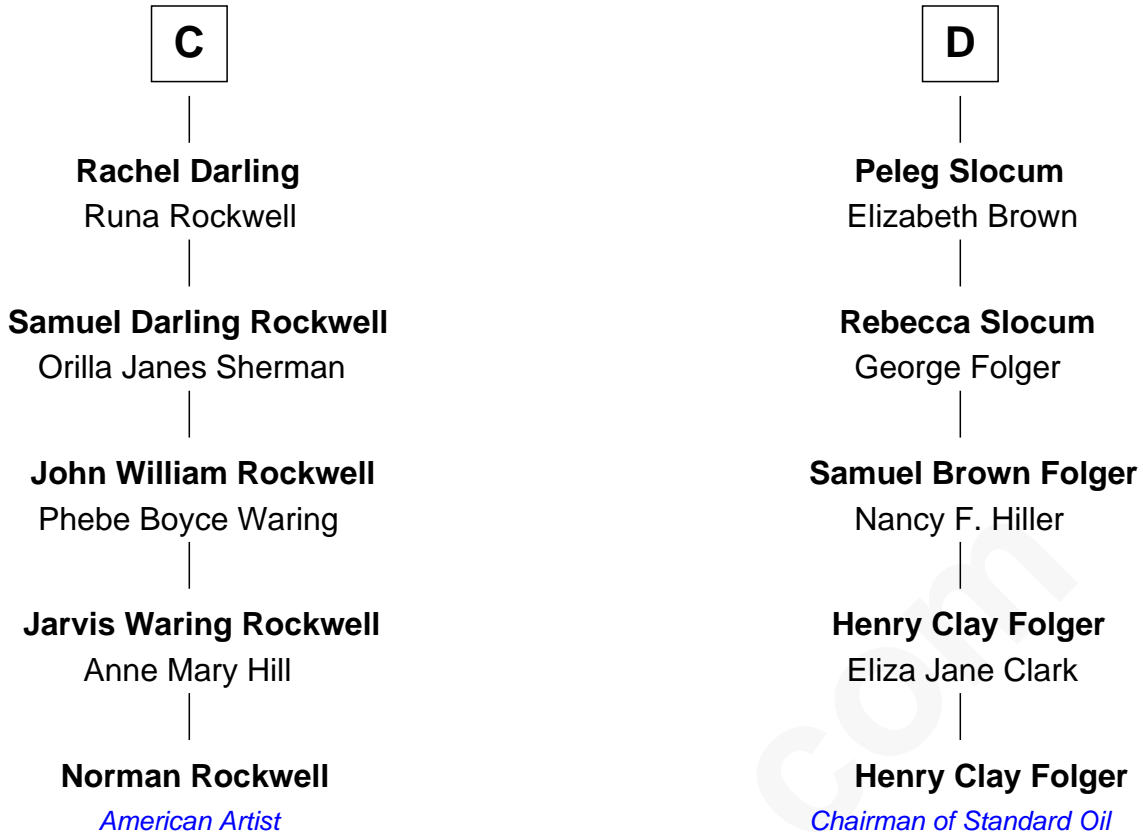 C
Rachel Darling
Runa Rockwell
Samuel Darling Rockwell
Orilla Janes Sherman
John William Rockwell
Phebe Boyce Waring
Jarvis Waring Rockwell
Anne Mary Hill
Norman Rockwell
American Artist
D
Peleg Slocum
Elizabeth Brown
Rebecca Slocum
George Folger
Samuel Brown Folger
Nancy F. Hiller
Henry Clay Folger
Eliza Jane Clark
Henry Clay Folger
Chairman of Standard Oil
com